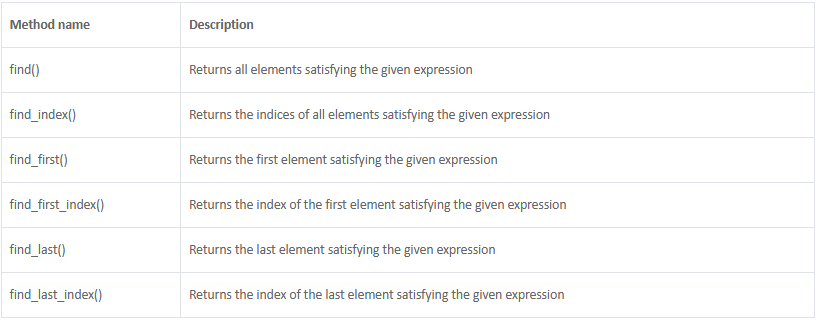 Method name Description
find() Returns all elements satisfying the given expression
find_index() Returns the indices of all elements satisfying the given expression
find_first() Returns the first element satisfying the given expression
find_first_index() Returns the index of the first element satisfying the given expression
find_last() Returns the last element satisfying the given expression
find_last_index() Returns the index of the last element satisfying the given expression